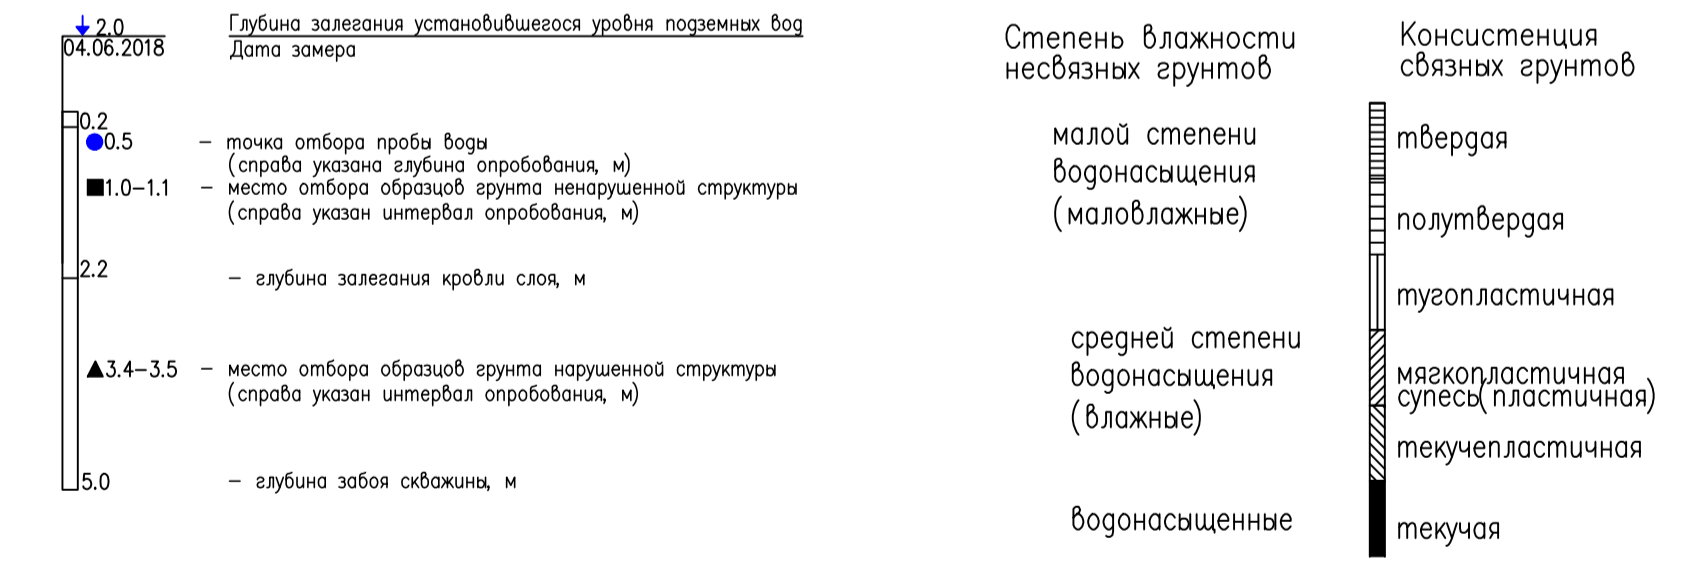 2.0 Глубина залегания установившегося уровня подземных вод
04.06.2018 Дата замера
0.2
0.5 – точка отбора пробы воды
(справа указана глубина опробования, м)
1.0–1.1 – место отбора образцов грунта ненарушенной структуры
(справа указан интервал опробования, м)
2.2 – глубина залегания кровли слоя, м
3.4–3.5 – место отбора образцов грунта нарушенной структуры
(справа указан интервал опробования, м)
5.0 – глубина забоя скважины, м
Степень влажности
несвязных грунтов
малой степени
водонасыщения
(маловлажные)
средней степени
водонасыщения
(влажные)
водонасыщенные
Консистенция
связных грунтов
твердая
полутвердая
тугопластичная
мягкопластичная
супесь(пластичная)
текучепластичная
текучая